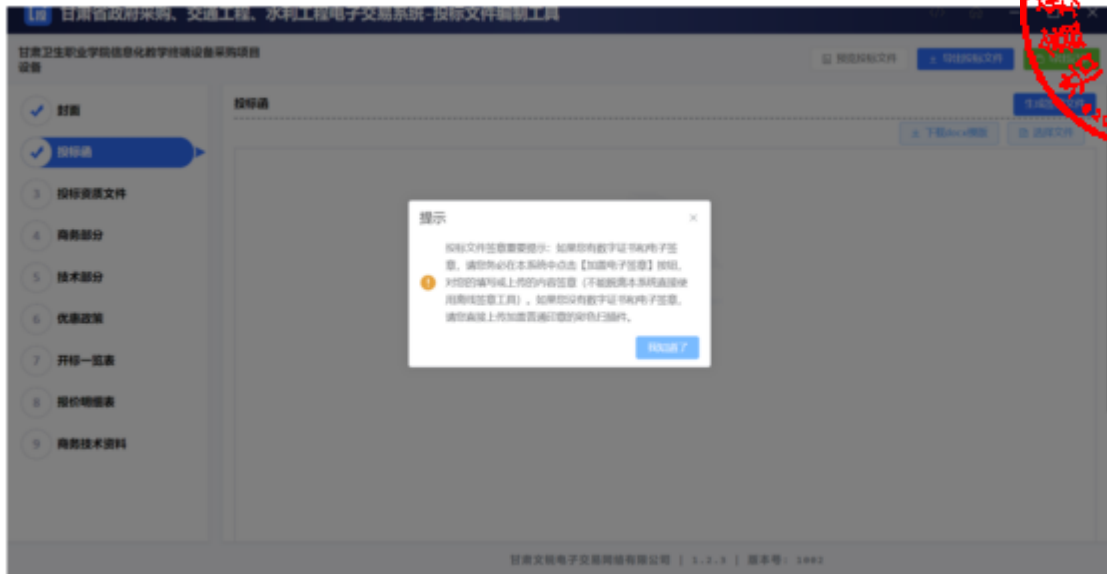 投 甘肃省政府采购、交通工程、水利工程电子交易系统-投标文件编制工具
甘肃卫生职业学院信息化教学终端设备采购项目
设备
预览投标文件
导出投标文件
封面
投标函
生成投标文件
下载docx模版
选择文件
投标函
3 投标资质文件
4 商务部分
5 技术部分
6 优惠政策
7 开标一览表
8 报价明细表
9 商务技术资料
提示
投标文件签章重要提示：如果您有数字证书和电子签
章，请您务必在本系统中点击【加盖电子签章】按钮，
对您的填写或上传的内容签章（不能脱离本系统直接使
用离线签章工具）。如果您没有数字证书和电子签章，
请您直接上传加盖普通印章的彩色扫描件。
我知道了
甘肃文锐电子交易网络有限公司 | 1.2.5 | 版本号: 1002